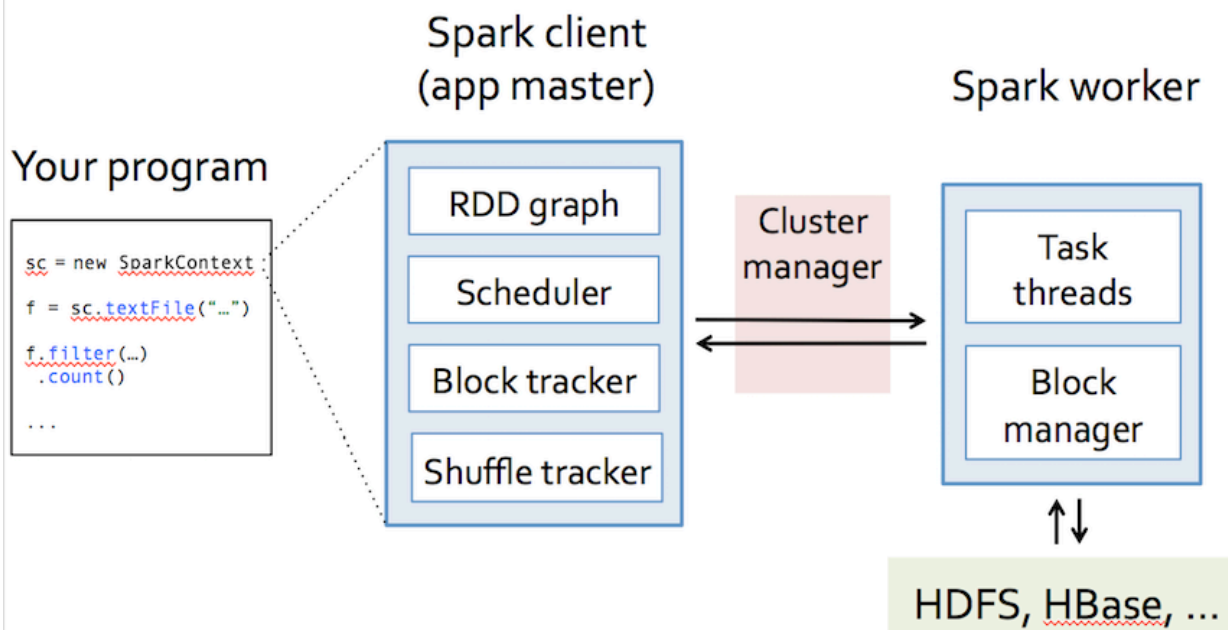 Your program
sc = new SparkContext
f = sc.textFile("…")
f.filter(…)
.count()
...
Spark client
(app master)
RDD graph
Scheduler
Block tracker
Shuffle tracker
Cluster
manager
Spark worker
Task
threads
Block
manager
HDFS, HBase, ...